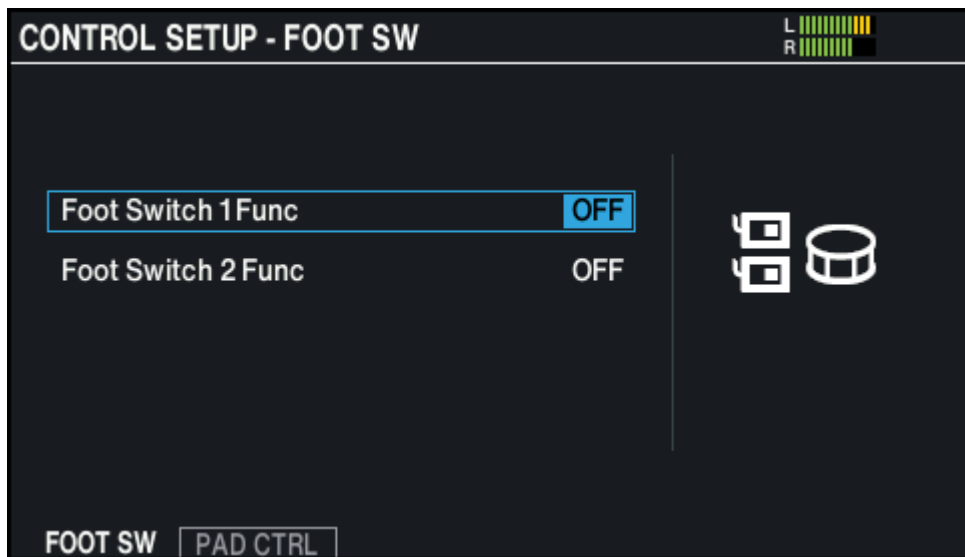 CONTROL SETUP - FOOT SW
L
R
Foot Switch 1 Func OFF
Foot Switch 2 Func OFF
FOOT SW PAD CTRL